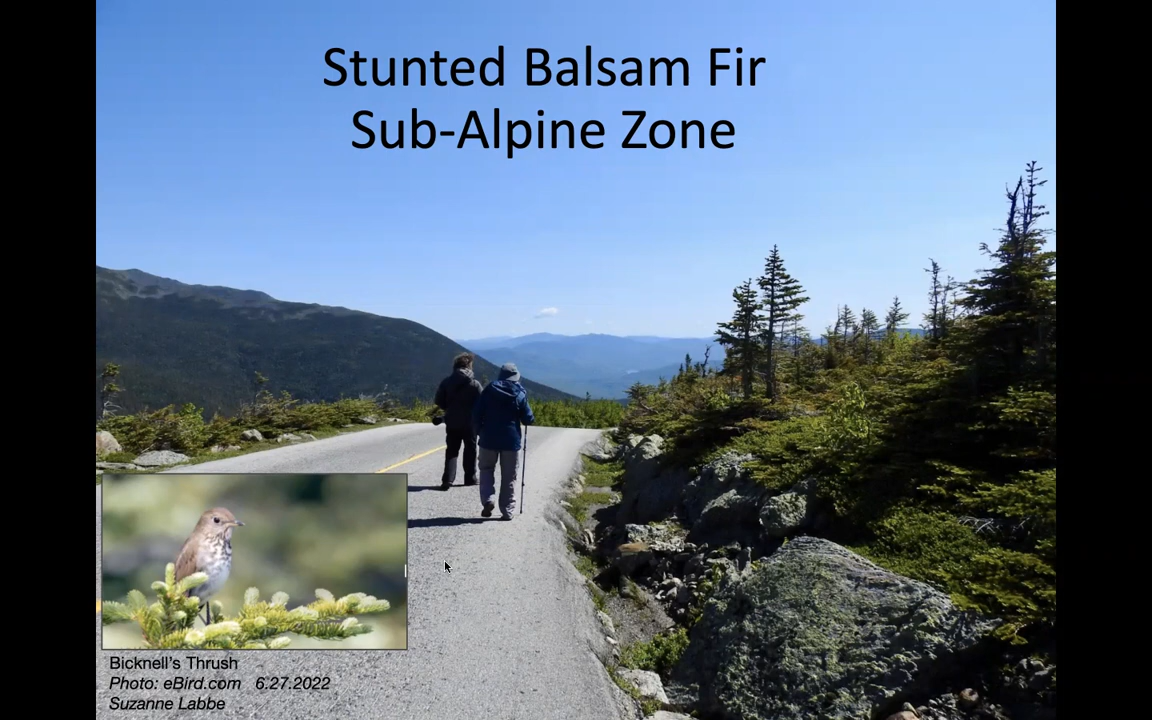 Stunted Balsam Fir
Sub-Alpine Zone
Bicknell's Thrush
Photo: eBird.com 6.27.2022
Suzanne Labbe